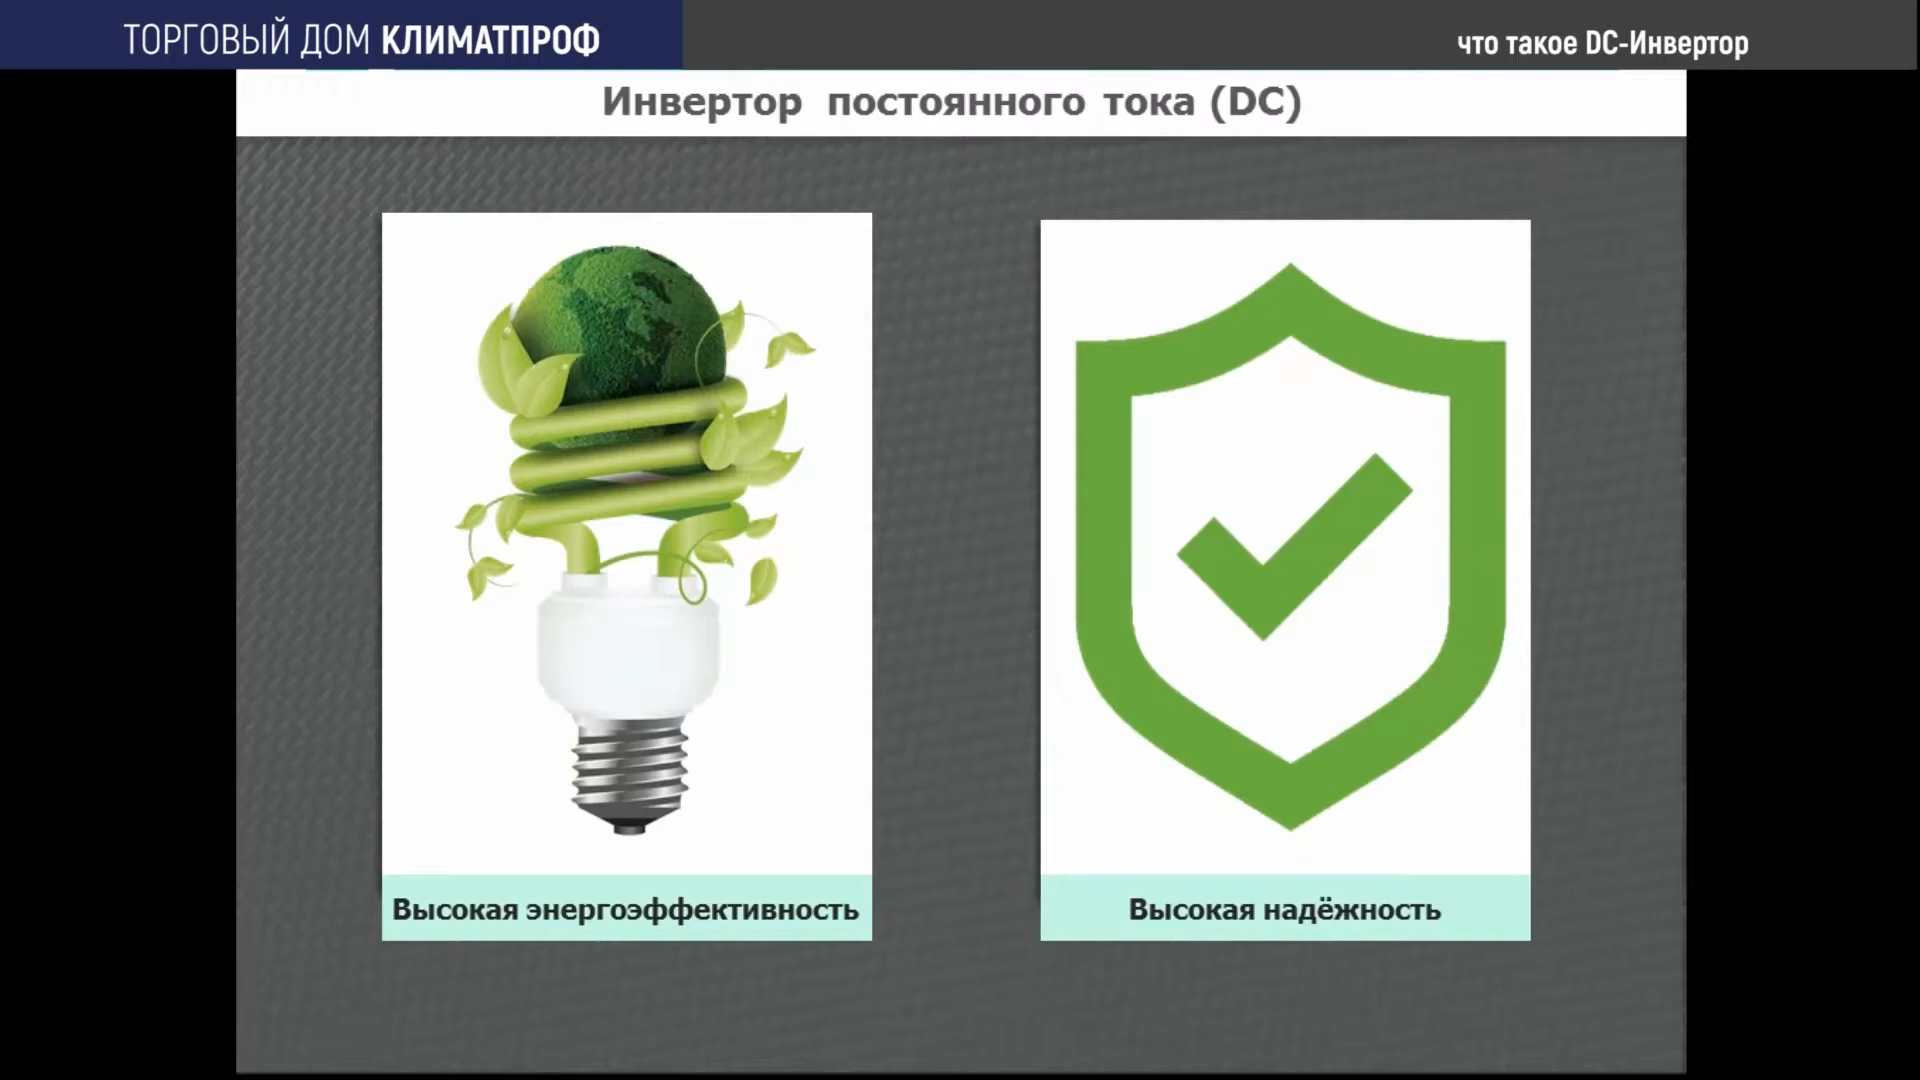 ТОРГОВЫЙ ДОМ КЛИМАТПРОФ
что такое DC-Инвертор
Инвертор постоянного тока (DC)
Высокая энергоэффективность
Высокая надёжность